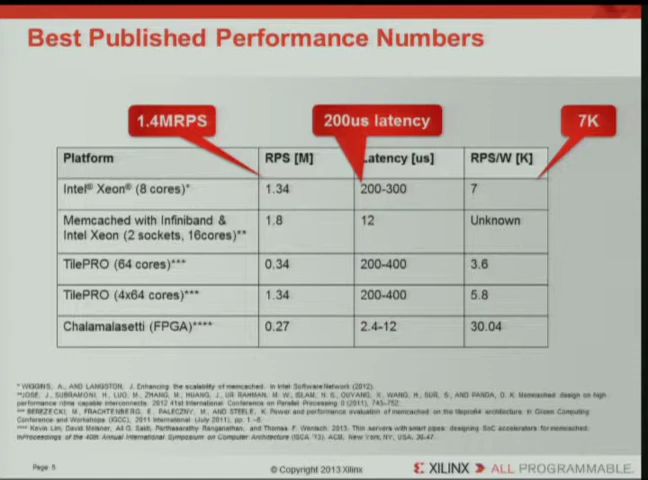 Best Published Performance Numbers
1.4MRPS
200us latency
7K
Platform RPS [M] Latency [us] RPS/W [K]
Intel® Xeon® (8 cores)* 1.34 200-300 7
Memcached with Infiniband & Intel Xeon (2 sockets, 16cores)** 1.8 12 Unknown
TilePRO (64 cores)*** 0.34 200-400 3.6
TilePRO (4x64 cores)*** 1.34 200-400 5.8
Chalamalasetti (FPGA)**** 0.27 2.4-12 30.04
* WIGGINS, A., AND LANGSTON, J. Enhancing the scalability of memcached. In Intel Software Network (2012).
**JOSE, J., SUBRAMONI, H., LUO, M., ZHANG, M., HUANG, J., UR RAHMAN, M. W., ISLAM, N. S., OUYANG, X., WANG, H., SUR, S., AND PANDA, D. K. Memcached design on high
performance rdma capable interconnects. 2012 41st International Conference on Parallel Processing 0 (2011), 743-752.
*** BEREZECKI, M., FRACHTENBERG, E., PALECZNY, M., AND STEELE, K. Power and performance evaluation of memcached on the tilepro64 architecture. In Green Computing
Conference and Workshops (IGCC), 2011 International (July 2011), pp. 1-8.
**** Kevin Lim, David Meisner, Ali G. Saidi, Parthasarathy Ranganathan, and Thomas F. Wenisch. 2013. Thin servers with smart pipes: designing SoC accelerators for memcached.
InProceedings of the 40th Annual International Symposium on Computer Architecture (ISCA '13). ACM, New York, NY, USA, 36-47.
Page 5
© Copyright 2013 Xilinx
XILINX ALL PROGRAMMABLE.